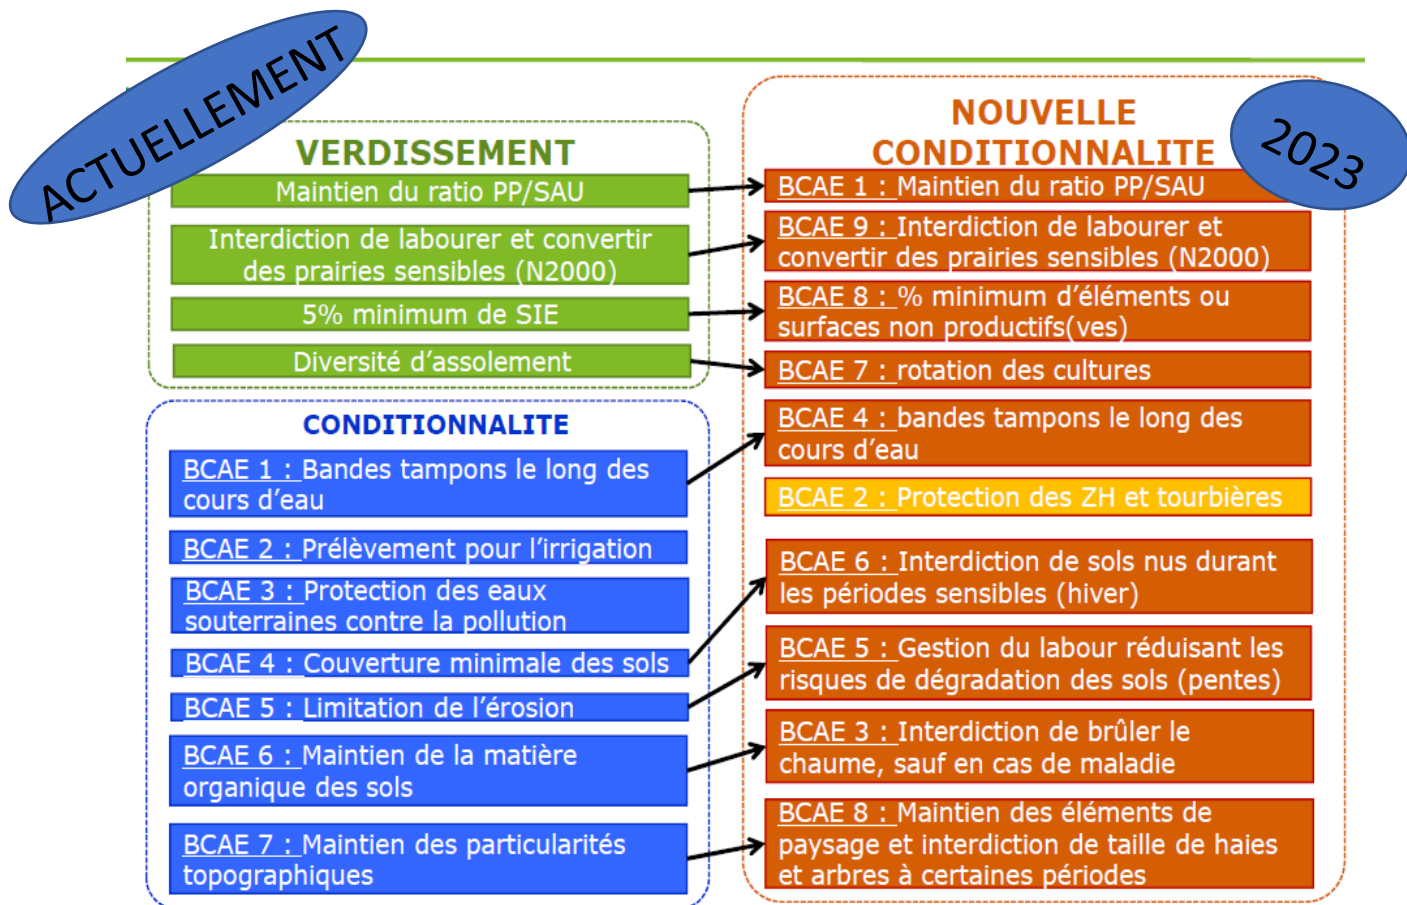 ACTUELLEMENT
VERDISSEMENT
Maintien du ratio PP/SAU
Interdiction de labourer et convertir
des prairies sensibles (N2000)
5% minimum de SIE
Diversité d'assolement
CONDITIONNALITE
BCAE 1 : Bandes tampons le long des
cours d'eau
BCAE 2 : Prélèvement pour l'irrigation
BCAE 3 : Protection des eaux
souterraines contre la pollution
BCAE 4 : Couverture minimale des sols
BCAE 5 : Limitation de l'érosion
BCAE 6 : Maintien de la matière
organique des sols
BCAE 7 : Maintien des particularités
topographiques
NOUVELLE
CONDITIONNALITE
2023
BCAE 1 : Maintien du ratio PP/SAU
BCAE 9 : Interdiction de labourer et
convertir des prairies sensibles (N2000)
BCAE 8 : % minimum d'éléments ou
surfaces non productifs(ves)
BCAE 7 : rotation des cultures
BCAE 4 : bandes tampons le long des
cours d'eau
BCAE 2 : Protection des ZH et tourbières
BCAE 6 : Interdiction de sols nus durant
les périodes sensibles (hiver)
BCAE 5 : Gestion du labour réduisant les
risques de dégradation des sols (pentes)
BCAE 3 : Interdiction de brûler le
chaume, sauf en cas de maladie
BCAE 8 : Maintien des éléments de
paysage et interdiction de taille de haies
et arbres à certaines périodes